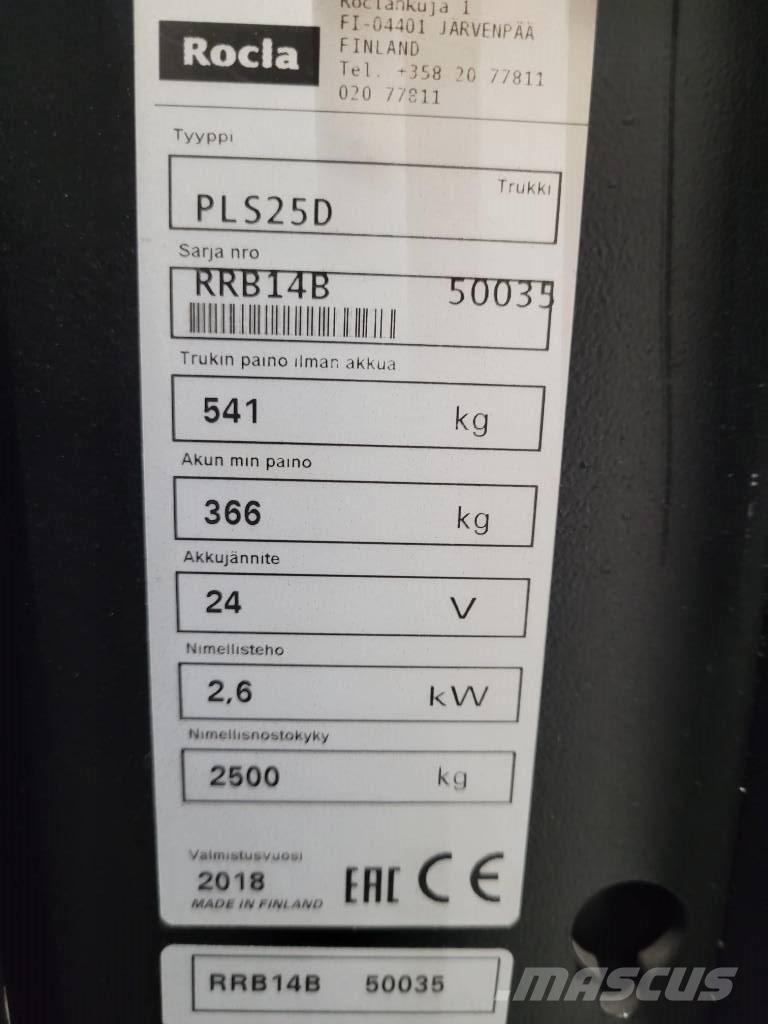 Roclankuja 1
FI-04401 JÄRVENPÄÄ
FINLAND
Tel. +358 20 77811
020 77811
Rocla
Tyyppi
Trukki
PLS25D
Sarja nro
RRB14B 50035
Trukin paino ilman akkua
541 kg
Akun min paino
366 kg
Akkujännite
24 V
Nimellisteho
2,6 kW
Nimellisnostokyky
2500 kg
Valmistusvuosi
2018
MADE IN FINLAND
EAC CE
RRB14B 50035
MASCUS